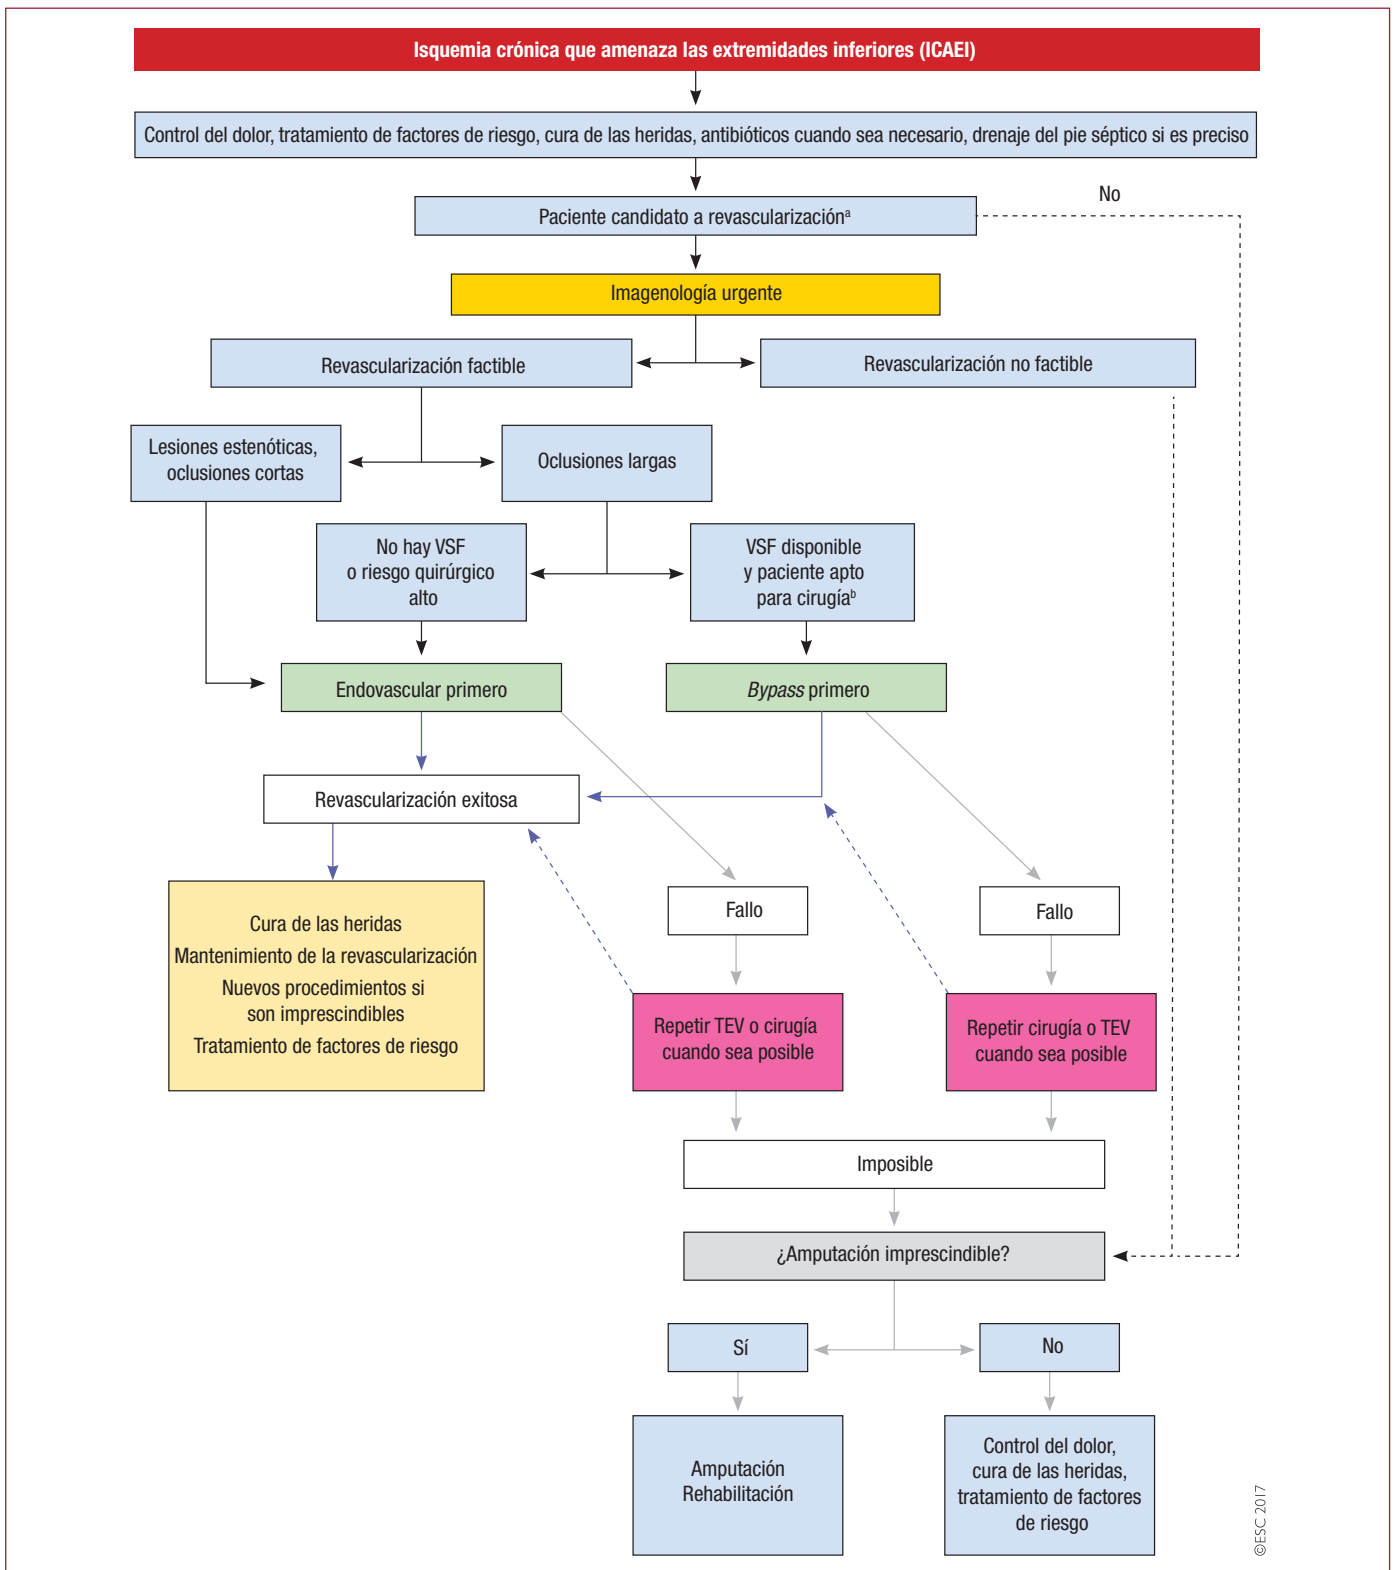 Isquemia crónica que amenaza las extremidades inferiores (ICAEI)
Control del dolor, tratamiento de factores de riesgo, cura de las heridas, antibióticos cuando sea necesario, drenaje del pie séptico si es preciso
No
Paciente candidato a revascularizaciónᵃ
Imagenología urgente
Revascularización factible
Revascularización no factible
Lesiones estenóticas,
oclusiones cortas
Oclusiones largas
No hay VSF
o riesgo quirúrgico
alto
VSF disponible
y paciente apto
para cirugíaᵇ
Endovascular primero
Bypass primero
Revascularización exitosa
Cura de las heridas
Mantenimiento de la revascularización
Nuevos procedimientos si
son imprescindibles
Tratamiento de factores de riesgo
Fallo
Fallo
Repetir TEV o cirugía
cuando sea posible
Repetir cirugía o TEV
cuando sea posible
Imposible
¿Amputación imprescindible?
Sí
No
Amputación
Rehabilitación
Control del dolor,
cura de las heridas,
tratamiento de factores
de riesgo
©ESC 2017